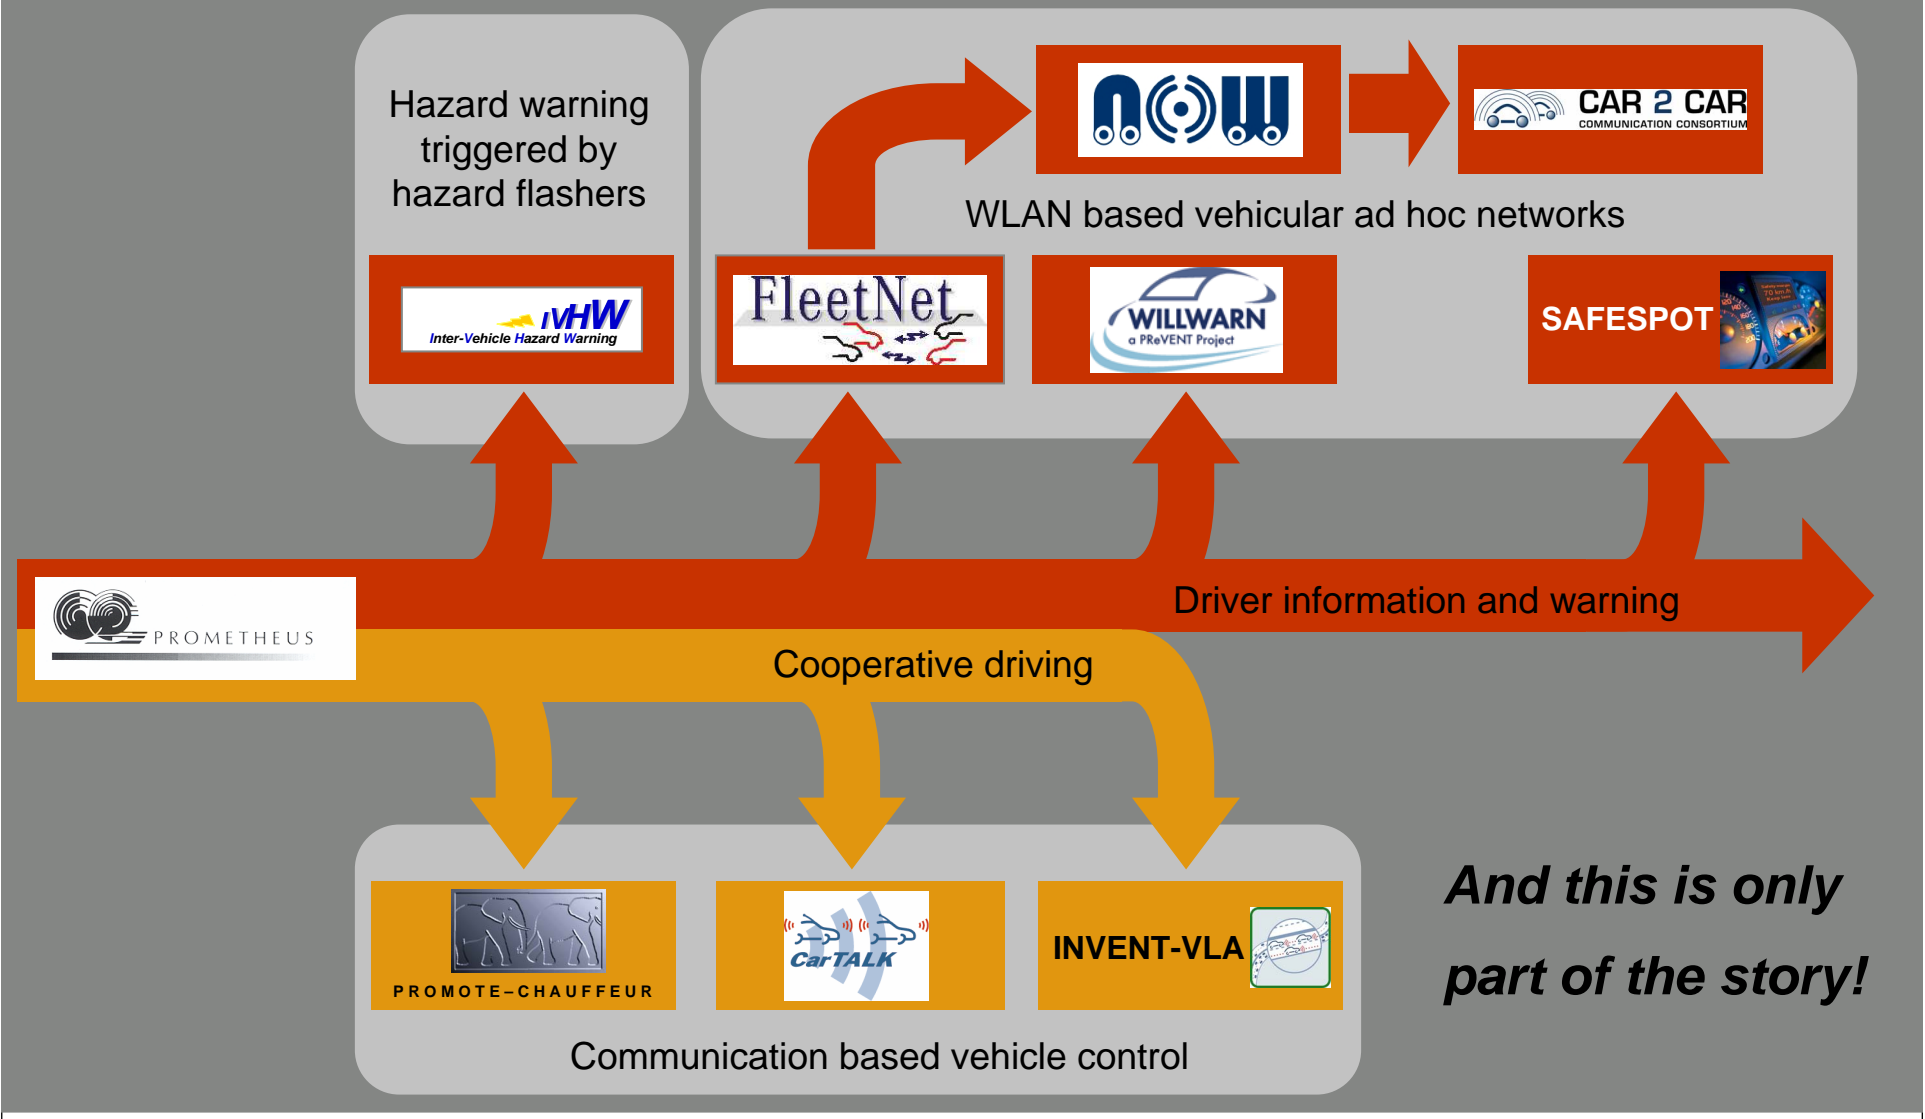 Hazard warning
triggered by
hazard flashers
IVHW
Inter-Vehicle Hazard Warning
now
CAR 2 CAR
COMMUNICATION CONSORTIUM
WLAN based vehicular ad hoc networks
FleetNet
WILLWARN
a PReVENT Project
SAFESPOT
PROMETHEUS
Driver information and warning
Cooperative driving
PROMOTE–CHAUFFEUR
CarTALK
INVENT-VLA
Communication based vehicle control
And this is only
part of the story!